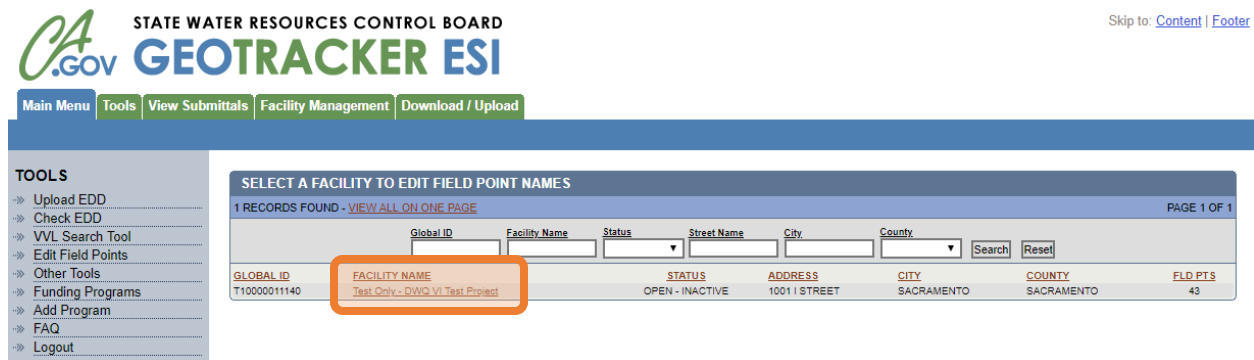 CA.GOV
STATE WATER RESOURCES CONTROL BOARD
GEOTRACKER ESI
Skip to: Content | Footer
Main Menu Tools View Submittals Facility Management Download / Upload
TOOLS
Upload EDD
Check EDD
VVL Search Tool
Edit Field Points
Other Tools
Funding Programs
Add Program
FAQ
Logout
SELECT A FACILITY TO EDIT FIELD POINT NAMES
1 RECORDS FOUND - VIEW ALL ON ONE PAGE PAGE 1 OF 1
Global ID Facility Name Status Street Name City County
Search Reset
GLOBAL ID FACILITY NAME STATUS ADDRESS CITY COUNTY FLD PTS
T10000011140 Test Only - DWQ VI Test Project OPEN - INACTIVE 1001 I STREET SACRAMENTO SACRAMENTO 43